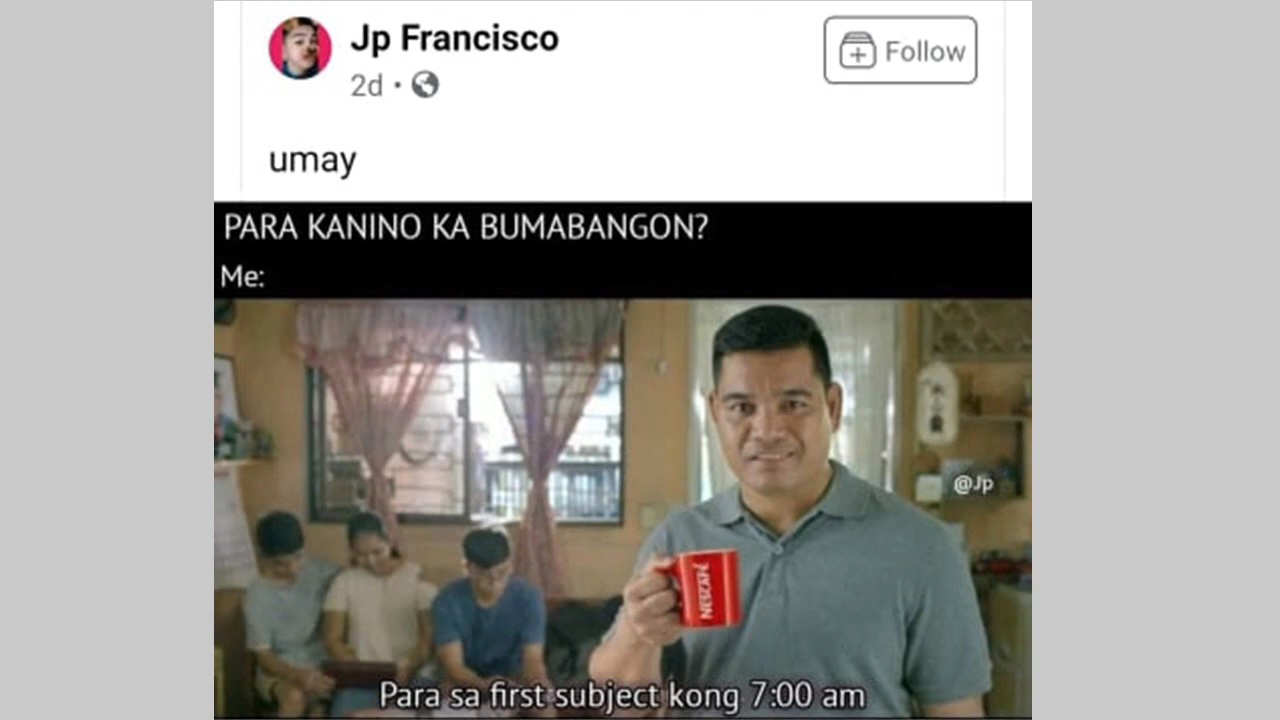 Jp Francisco
Follow
2d •
umay
PARA KANINO KA BUMABANGON?
Me:
@Jp
NESCAFÉ
Para sa first subject kong 7:00 am